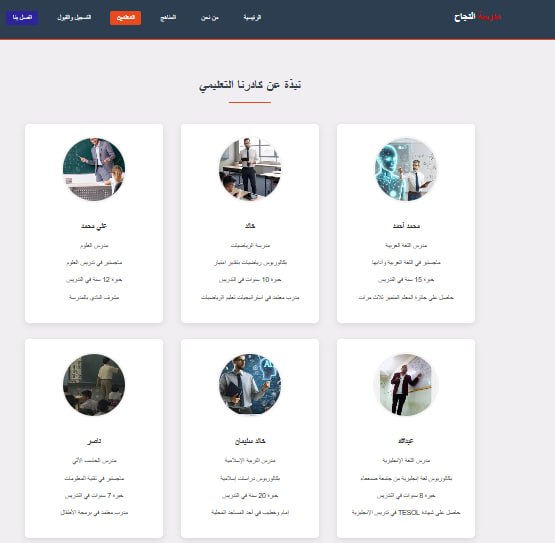 مدرسة النجاح
الرئيسية
من نحن
المناهج
المعلمين
التسجيل والقبول
اتصل بنا
نبذة عن كادرنا التعليمي
محمد أحمد
مدرس اللغة العربية
ماجستير في اللغة العربية وآدابها
خبرة 15 سنة في التدريس
حاصل على جائزة المعلم المتميز ثلاث مرات
خالد
مدرسة الرياضيات
بكالوريوس رياضيات بتقدير امتياز
خبرة 10 سنوات في التدريس
مدرب معتمد في استراتيجيات تعليم الرياضيات
علي محمد
مدرس العلوم
ماجستير في تدريس العلوم
خبرة 12 سنة في التدريس
مشرف النادي بالمدرسة
عبدالله
مدرس اللغة الإنجليزية
بكالوريوس لغة إنجليزية من جامعة صنعاء
خبرة 8 سنوات في التدريس
حاصل على شهادة TESOL في تدريس الإنجليزية
خالد سليمان
مدرس التربية الإسلامية
بكالوريوس دراسات إسلامية
خبرة 20 سنة في التدريس
إمام وخطيب في أحد المساجد المحلية
ناصر
مدرس الحاسب الآلي
ماجستير في تقنية المعلومات
خبرة 7 سنوات في التدريس
مدرب معتمد في برمجة الأطفال